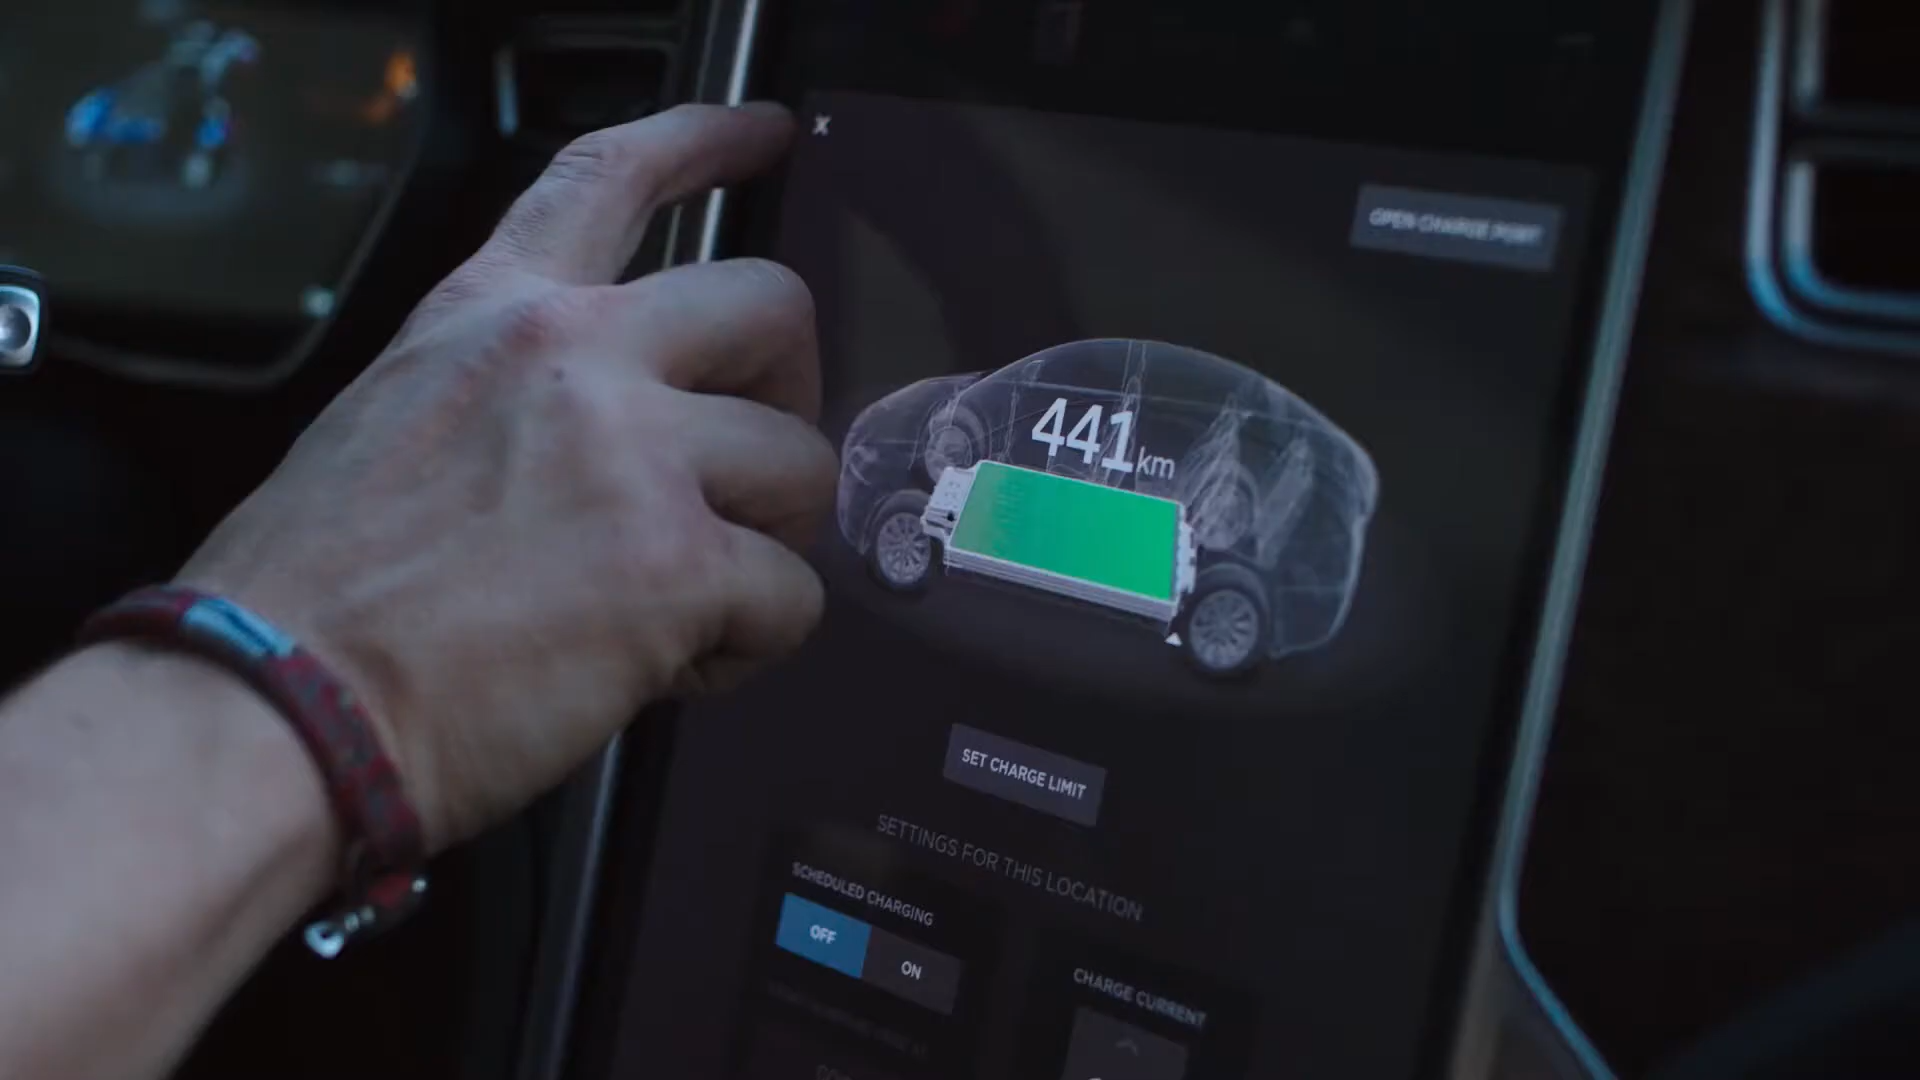 x
OPEN CHARGE PORT
441km
SET CHARGE LIMIT
SETTINGS FOR THIS LOCATION
SCHEDULED CHARGING
OFF
ON
CHARGE CURRENT